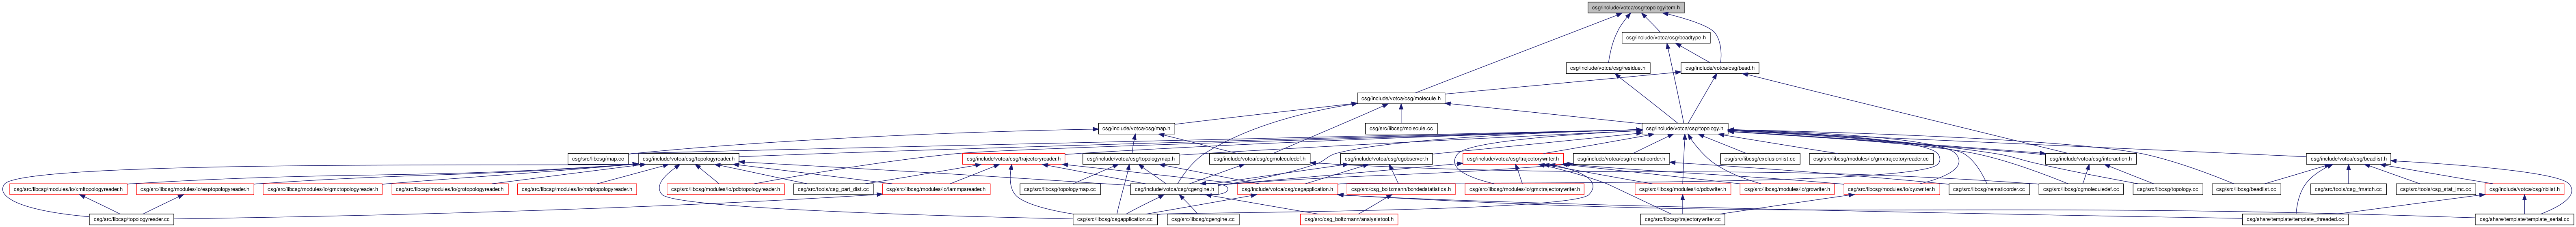 csg/include/votca/csg/topologyitem.h
csg/include/votca/csg/beadtype.h
csg/include/votca/csg/residue.h
csg/include/votca/csg/bead.h
csg/include/votca/csg/molecule.h
csg/include/votca/csg/map.h
csg/src/libcsg/molecule.cc
csg/include/votca/csg/topology.h
csg/src/libcsg/map.cc
csg/include/votca/csg/topologyreader.h
csg/include/votca/csg/trajectoryreader.h
csg/include/votca/csg/topologymap.h
csg/include/votca/csg/cgmoleculedef.h
csg/include/votca/csg/cgobserver.h
csg/include/votca/csg/trajectorywriter.h
csg/include/votca/csg/nematicorder.h
csg/src/libcsg/exclusionlist.cc
csg/src/libcsg/modules/io/gmxtrajectoryreader.cc
csg/include/votca/csg/interaction.h
csg/include/votca/csg/beadlist.h
csg/src/libcsg/modules/io/xmltopologyreader.h
csg/src/libcsg/modules/io/esptopologyreader.h
csg/src/libcsg/modules/io/gmxtopologyreader.h
csg/src/libcsg/modules/io/grotopologyreader.h
csg/src/libcsg/modules/io/mdptopologyreader.h
csg/src/libcsg/modules/io/pdbtopologyreader.h
csg/src/tools/csg_part_dist.cc
csg/src/libcsg/modules/io/lammpsreader.h
csg/src/libcsg/topologymap.cc
csg/include/votca/csg/cgengine.h
csg/include/votca/csg/csgapplication.h
csg/src/csg_boltzmann/bondedstatistics.h
csg/src/libcsg/modules/io/gmxtrajectorywriter.h
csg/src/libcsg/modules/io/pdbwriter.h
csg/src/libcsg/modules/io/growriter.h
csg/src/libcsg/modules/io/xyzwriter.h
csg/src/libcsg/nematicorder.cc
csg/src/libcsg/cgmoleculedef.cc
csg/src/libcsg/topology.cc
csg/src/libcsg/beadlist.cc
csg/src/tools/csg_fmatch.cc
csg/src/tools/csg_stat_imc.cc
csg/include/votca/csg/nblist.h
csg/src/libcsg/topologyreader.cc
csg/src/libcsg/csgapplication.cc
csg/src/libcsg/cgengine.cc
csg/src/csg_boltzmann/analysistool.h
csg/src/libcsg/trajectorywriter.cc
csg/share/template/template_threaded.cc
csg/share/template/template_serial.cc